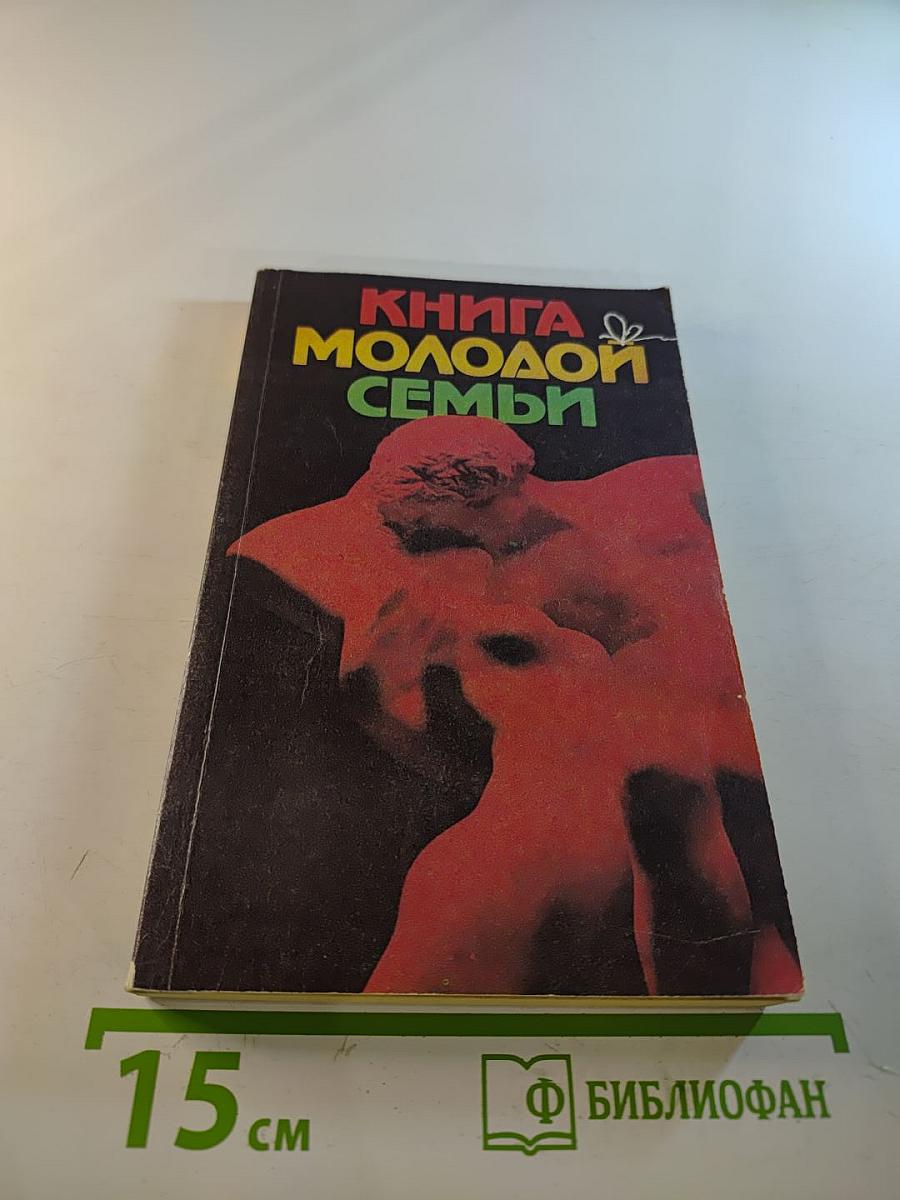 КНИГА
МОЛОДОЙ
СЕМЬИ
15 см
Ф БИБЛИОФАН